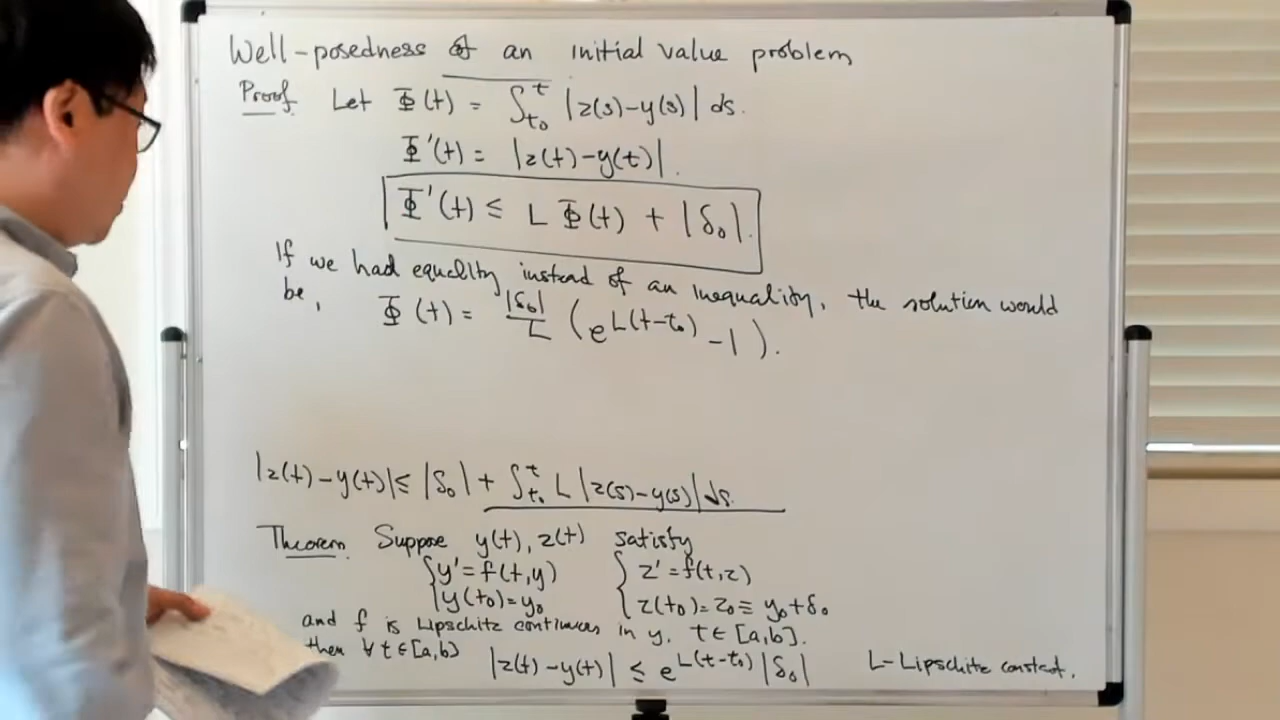 Well-posedness of an initial value problem
Proof. Let Φ(t) = ∫_{t₀}^{t} |z(s)-y(s)| ds.
Φ'(t) = |z(t)-y(t)|.
Φ'(t) ≤ L Φ(t) + |δ₀|.
If we had equality instead of an inequality, the solution would
be, Φ(t) = |δ₀|/L (e^{L(t-t₀)} -1).
|z(t)-y(t)| ≤ |δ₀| + ∫_{t₀}^{t} L |z(s)-y(s)| ds.
Theorem. Suppose y(t), z(t) satisfy
{ y' = f(t,y) { z' = f(t,z)
y(t₀)=y₀ z(t₀)=z₀ ≡ y₀+δ₀
and f is Lipschitz continuous in y, t∈[a,b].
then ∀ t∈[a,b]
|z(t)-y(t)| ≤ e^{L(t-t₀)} |δ₀| L-Lipschitz constant.